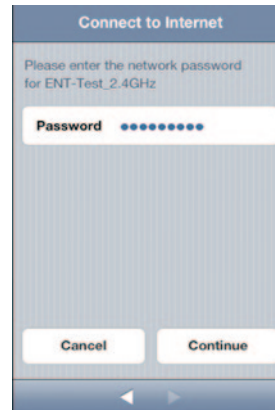 Connect to Internet
Please enter the network password
for ENT-Test_2.4GHz
Password •••••••••
Cancel Continue